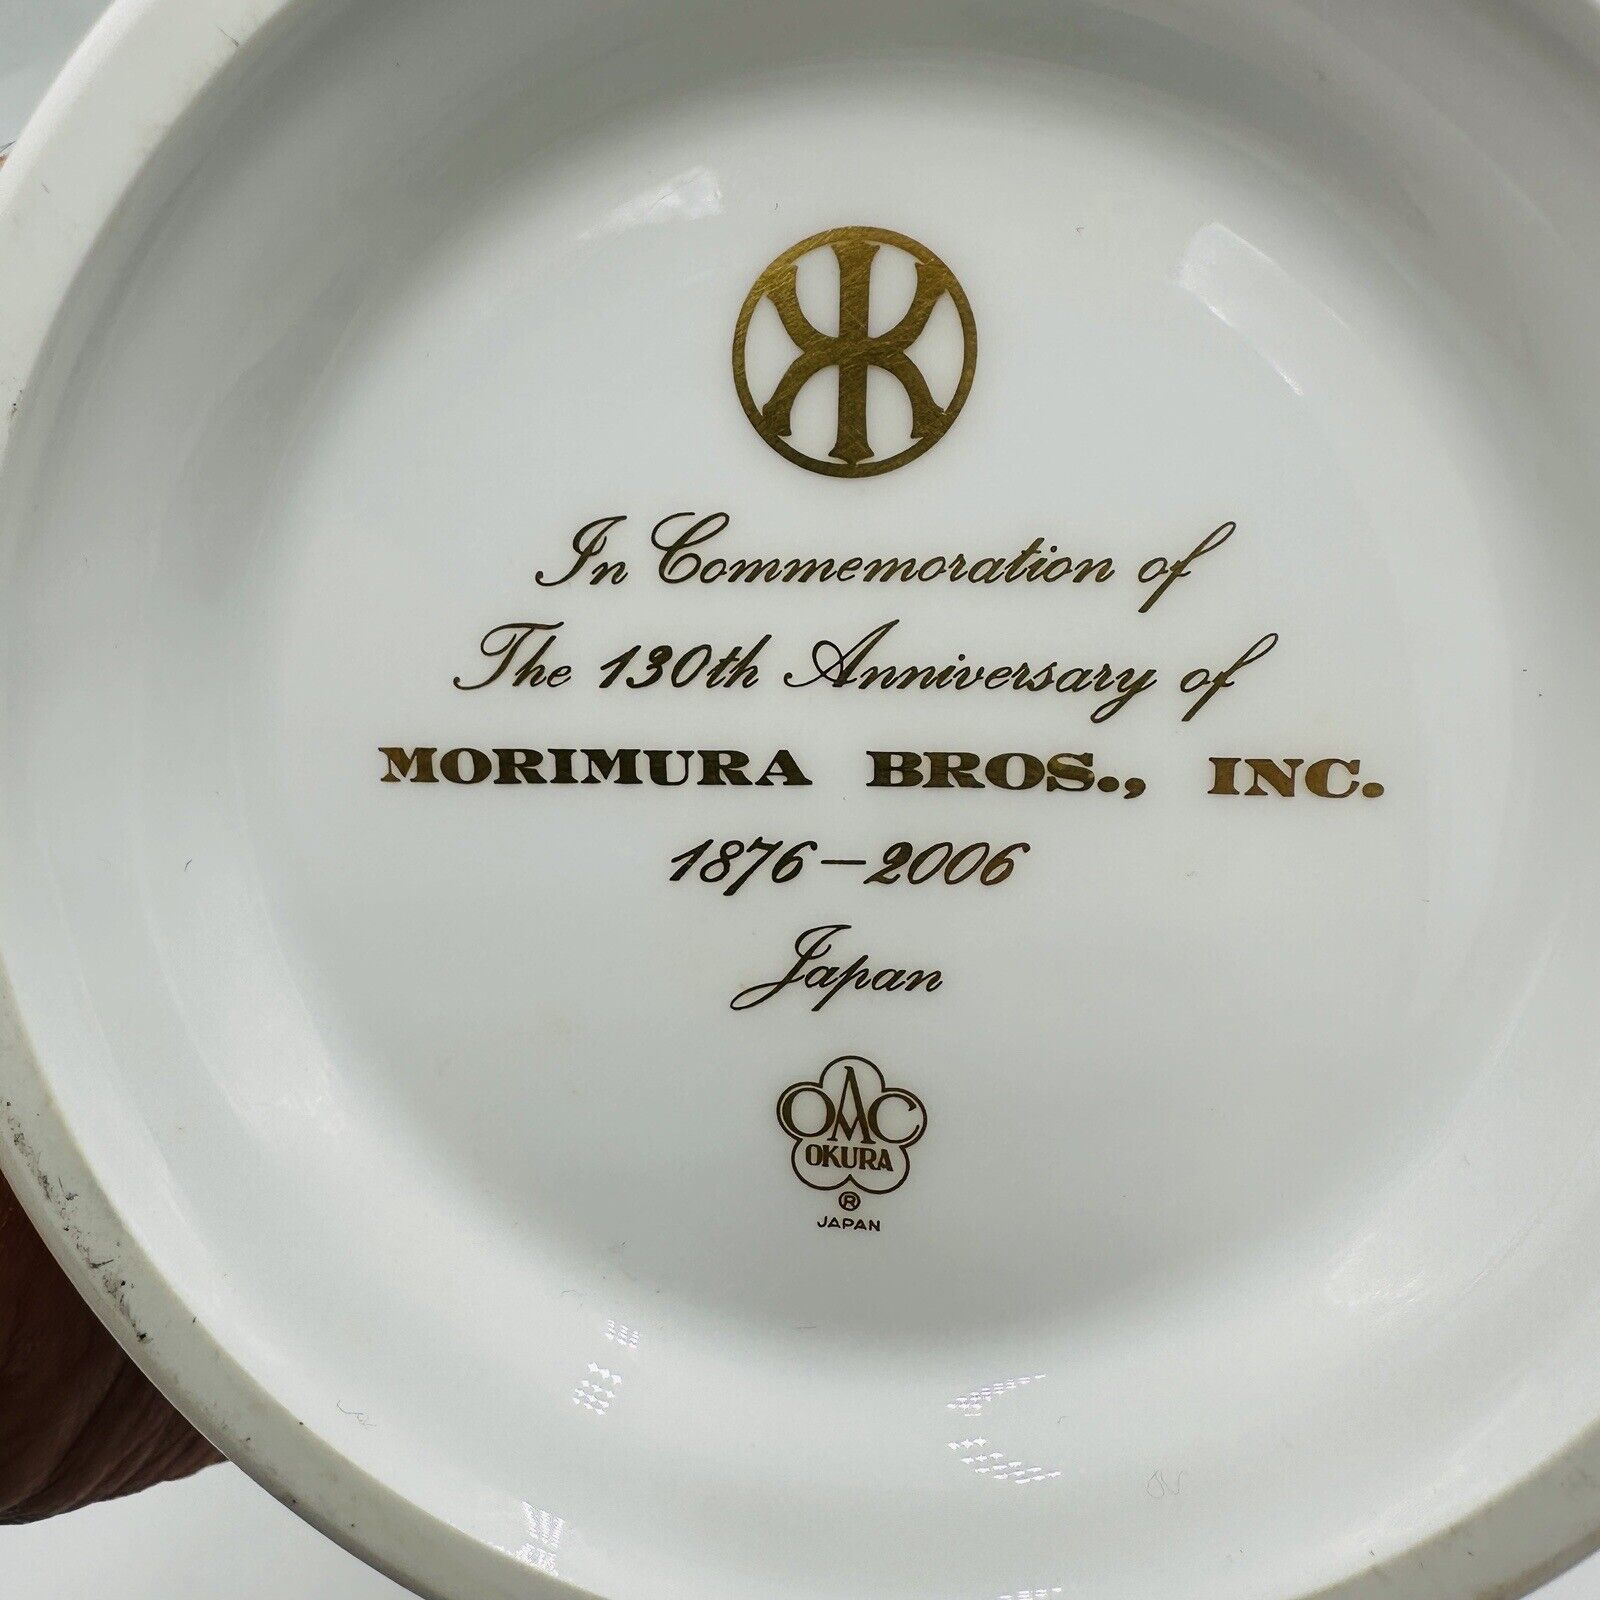 In Commemoration of
The 130th Anniversary of
MORIMURA BROS., INC.
1876-2006
Japan
OAC
OKURA
®
JAPAN